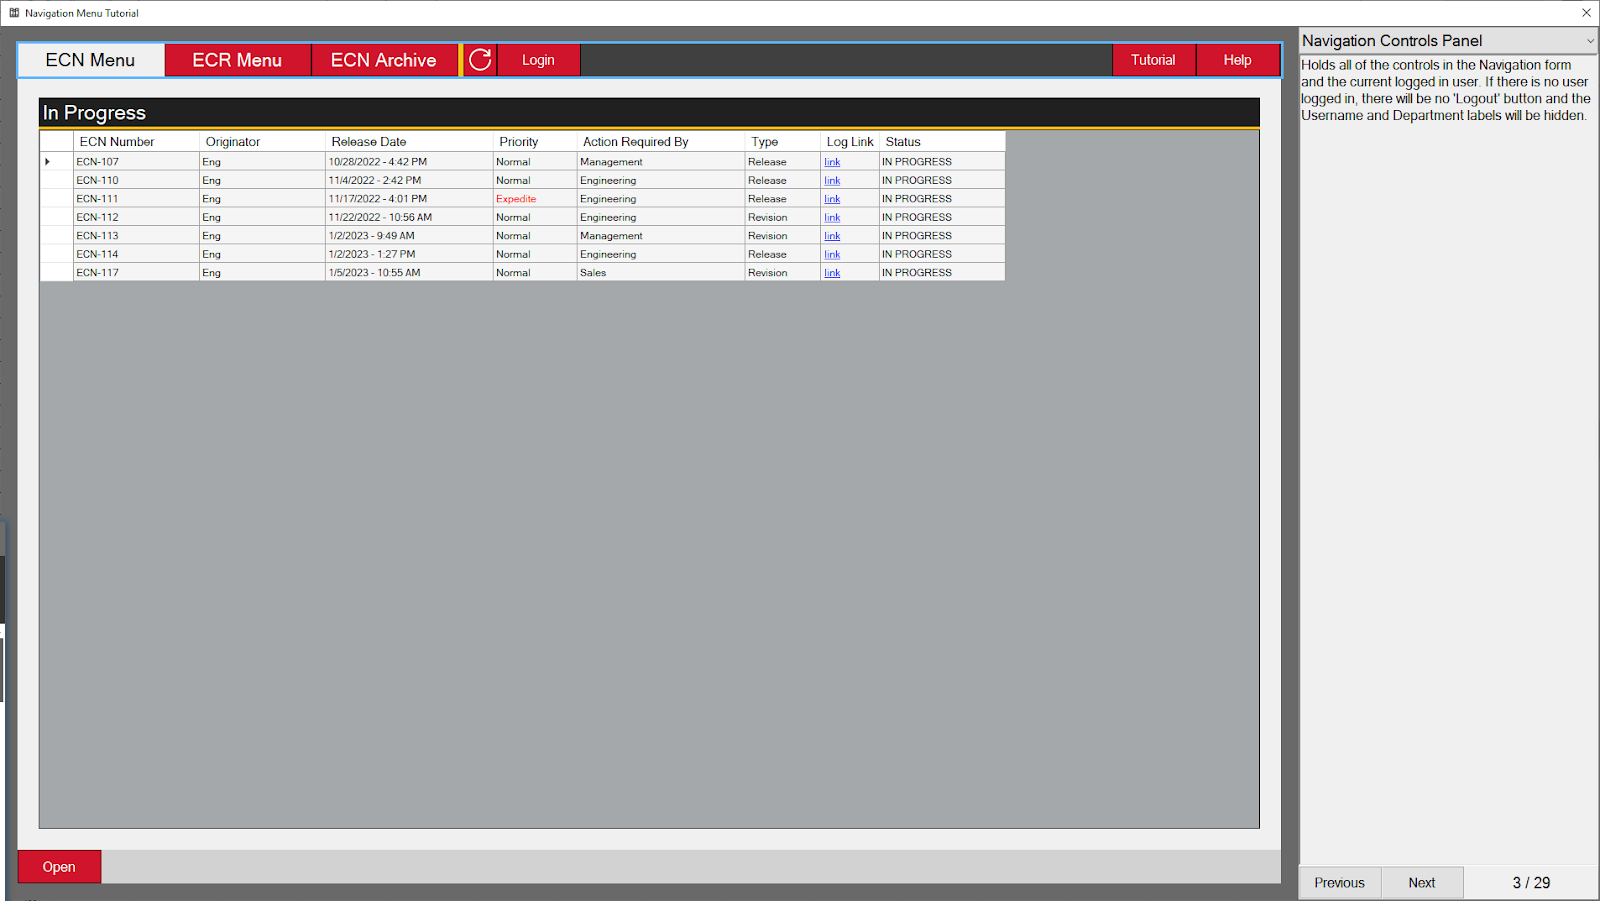 Navigation Menu Tutorial
ECN Menu ECR Menu ECN Archive Login Tutorial Help
In Progress
ECN Number Originator Release Date Priority Action Required By Type Log Link Status
ECN-107 Eng 10/28/2022 - 4:42 PM Normal Management Release link IN PROGRESS
ECN-110 Eng 11/4/2022 - 2:42 PM Normal Engineering Release link IN PROGRESS
ECN-111 Eng 11/17/2022 - 4:01 PM Expedite Engineering Release link IN PROGRESS
ECN-112 Eng 11/22/2022 - 10:56 AM Normal Engineering Revision link IN PROGRESS
ECN-113 Eng 1/2/2023 - 9:49 AM Normal Management Revision link IN PROGRESS
ECN-114 Eng 1/2/2023 - 1:27 PM Normal Engineering Release link IN PROGRESS
ECN-117 Eng 1/5/2023 - 10:55 AM Normal Sales Revision link IN PROGRESS
Open
Navigation Controls Panel
Holds all of the controls in the Navigation form
and the current logged in user. If there is no user
logged in, there will be no 'Logout' button and the
Username and Department labels will be hidden.
Previous Next 3 / 29